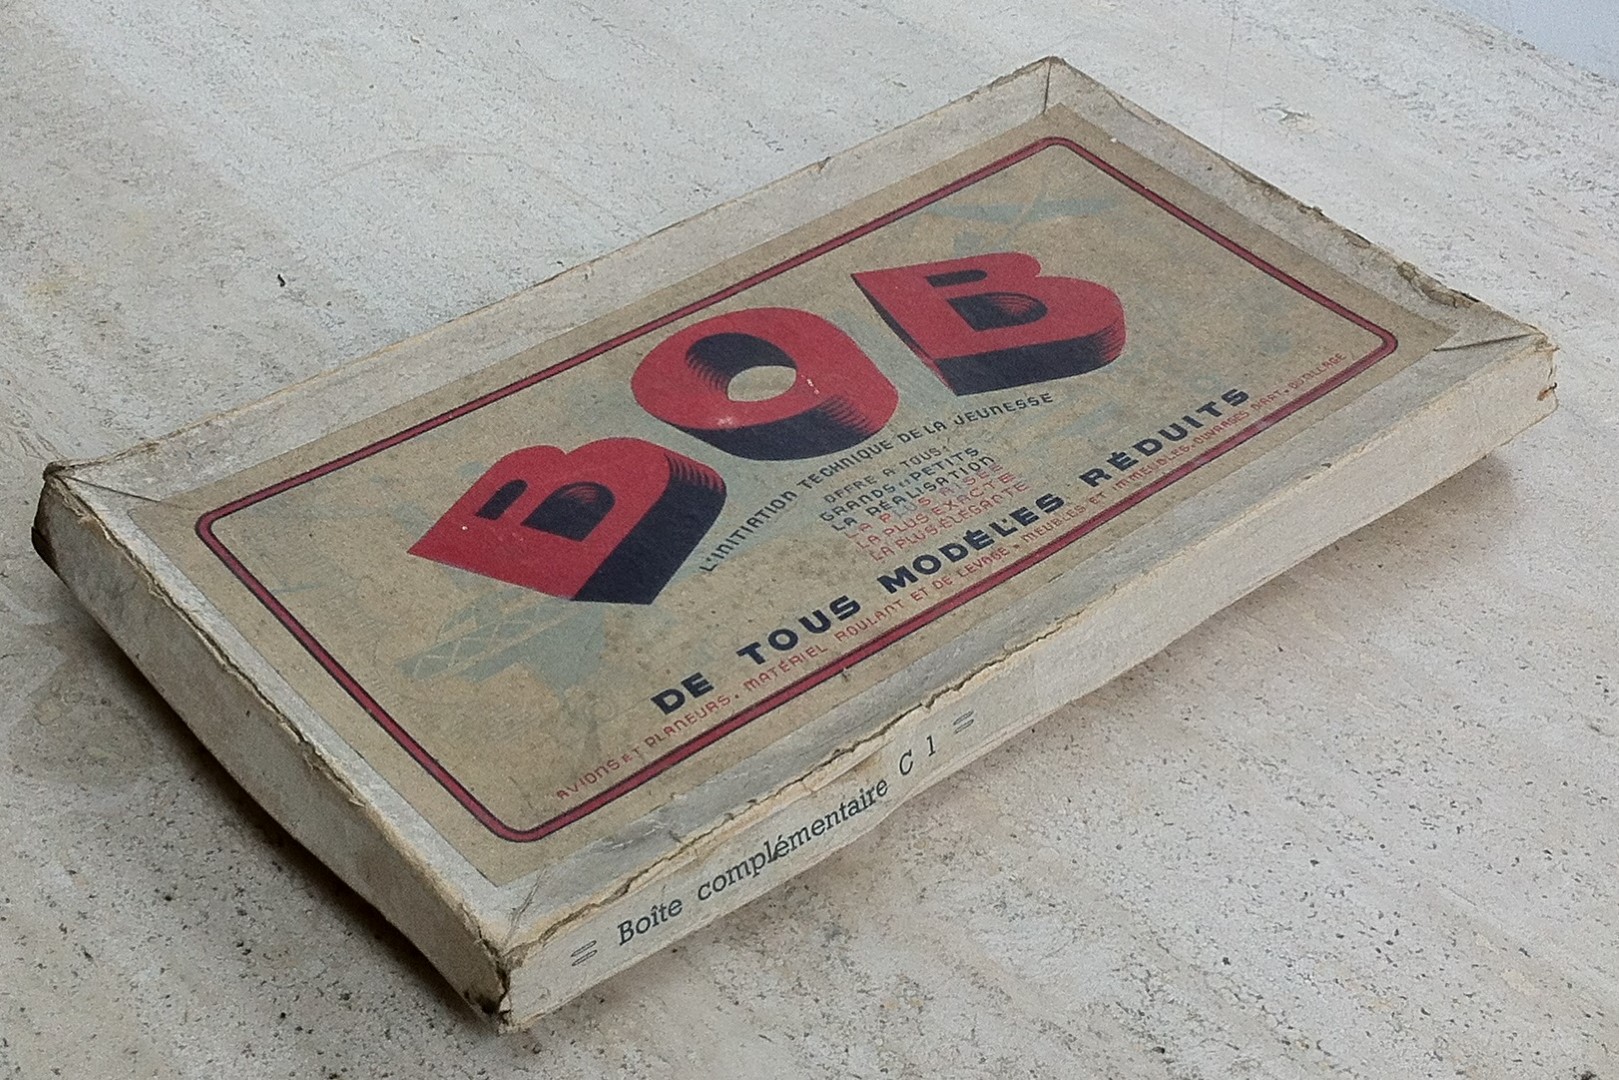 BOB
L'INITIATION TECHNIQUE DE LA JEUNESSE
OFFRE A TOUS:
GRANDS ET PETITS
LA RÉALISATION
LA PLUS AISÉE
LA PLUS EXACTE
LA PLUS ÉLÉGANTE
DE TOUS MODÈLES RÉDUITS
AVIONS ET PLANEURS. MATÉRIEL ROULANT ET DE LEVAGE. MEUBLES ET IMMEUBLES. OUVRAGES D'ART. OUTILLAGE
Boîte complémentaire C 1